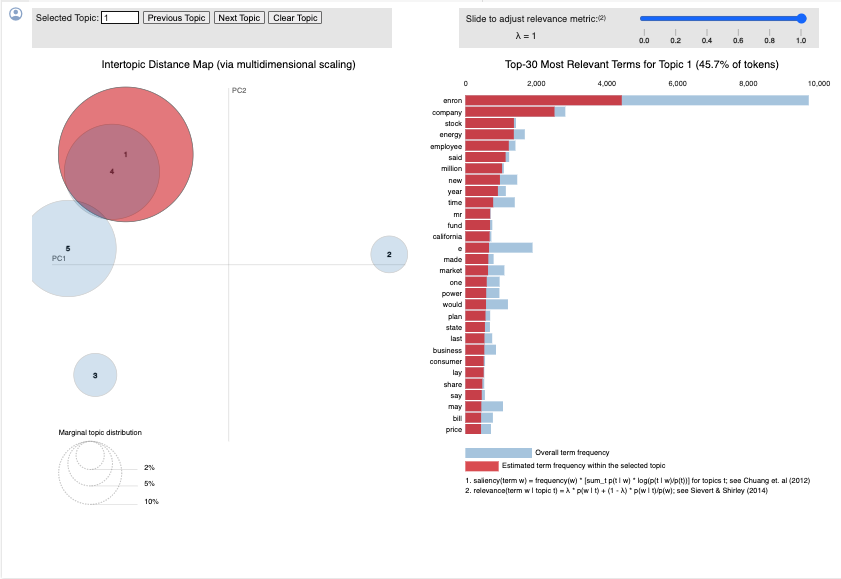 Selected Topic: 1 Previous Topic Next Topic Clear Topic
Slide to adjust relevance metric:(2)
λ = 1
0.0 0.2 0.4 0.6 0.8 1.0
Intertopic Distance Map (via multidimensional scaling)
PC2
1
4
5
PC1
2
3
Marginal topic distribution
2%
5%
10%
Top-30 Most Relevant Terms for Topic 1 (45.7% of tokens)
0 2,000 4,000 6,000 8,000 10,000
enron
company
stock
energy
employee
said
million
new
year
time
mr
fund
california
e
made
market
one
power
would
plan
state
last
business
consumer
lay
share
say
may
bill
price
Overall term frequency
Estimated term frequency within the selected topic
1. saliency(term w) = frequency(w) * [sum_t p(t | w) * log(p(t | w)/p(t))] for topics t; see Chuang et. al (2012)
2. relevance(term w | topic t) = λ * p(w | t) + (1 - λ) * p(w | t)/p(w); see Sievert & Shirley (2014)